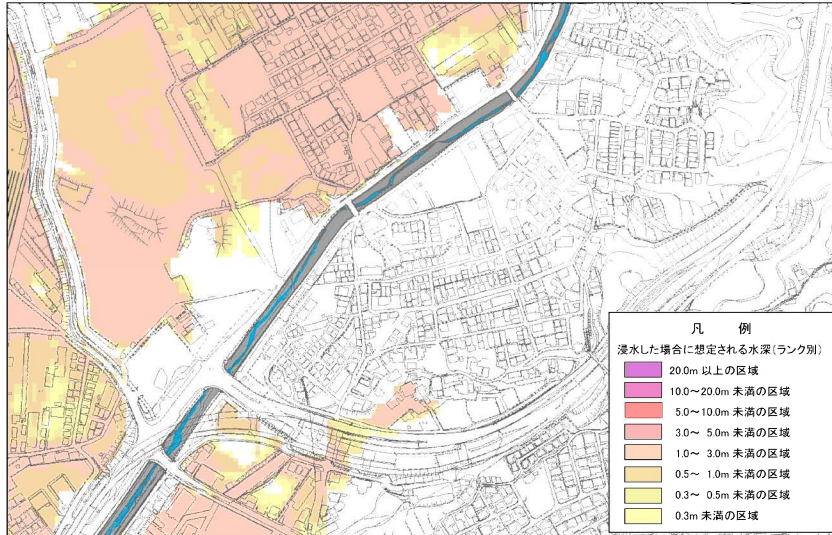 凡 例
浸水した場合に想定される水深(ランク別)
20.0m 以上の区域
10.0～20.0m 未満の区域
5.0～10.0m 未満の区域
3.0～ 5.0m 未満の区域
1.0～ 3.0m 未満の区域
0.5～ 1.0m 未満の区域
0.3～ 0.5m 未満の区域
0.3m 未満の区域